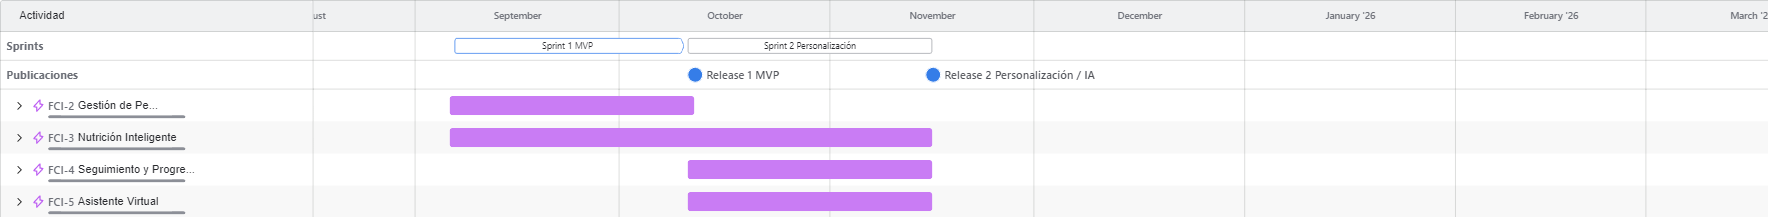 Actividad ust September October November December January '26 February '26 March '2
Sprints Sprint 1 MVP Sprint 2 Personalización
Publicaciones Release 1 MVP Release 2 Personalización / IA
FCI-2 Gestión de Pe...
FCI-3 Nutrición Inteligente
FCI-4 Seguimiento y Progre...
FCI-5 Asistente Virtual